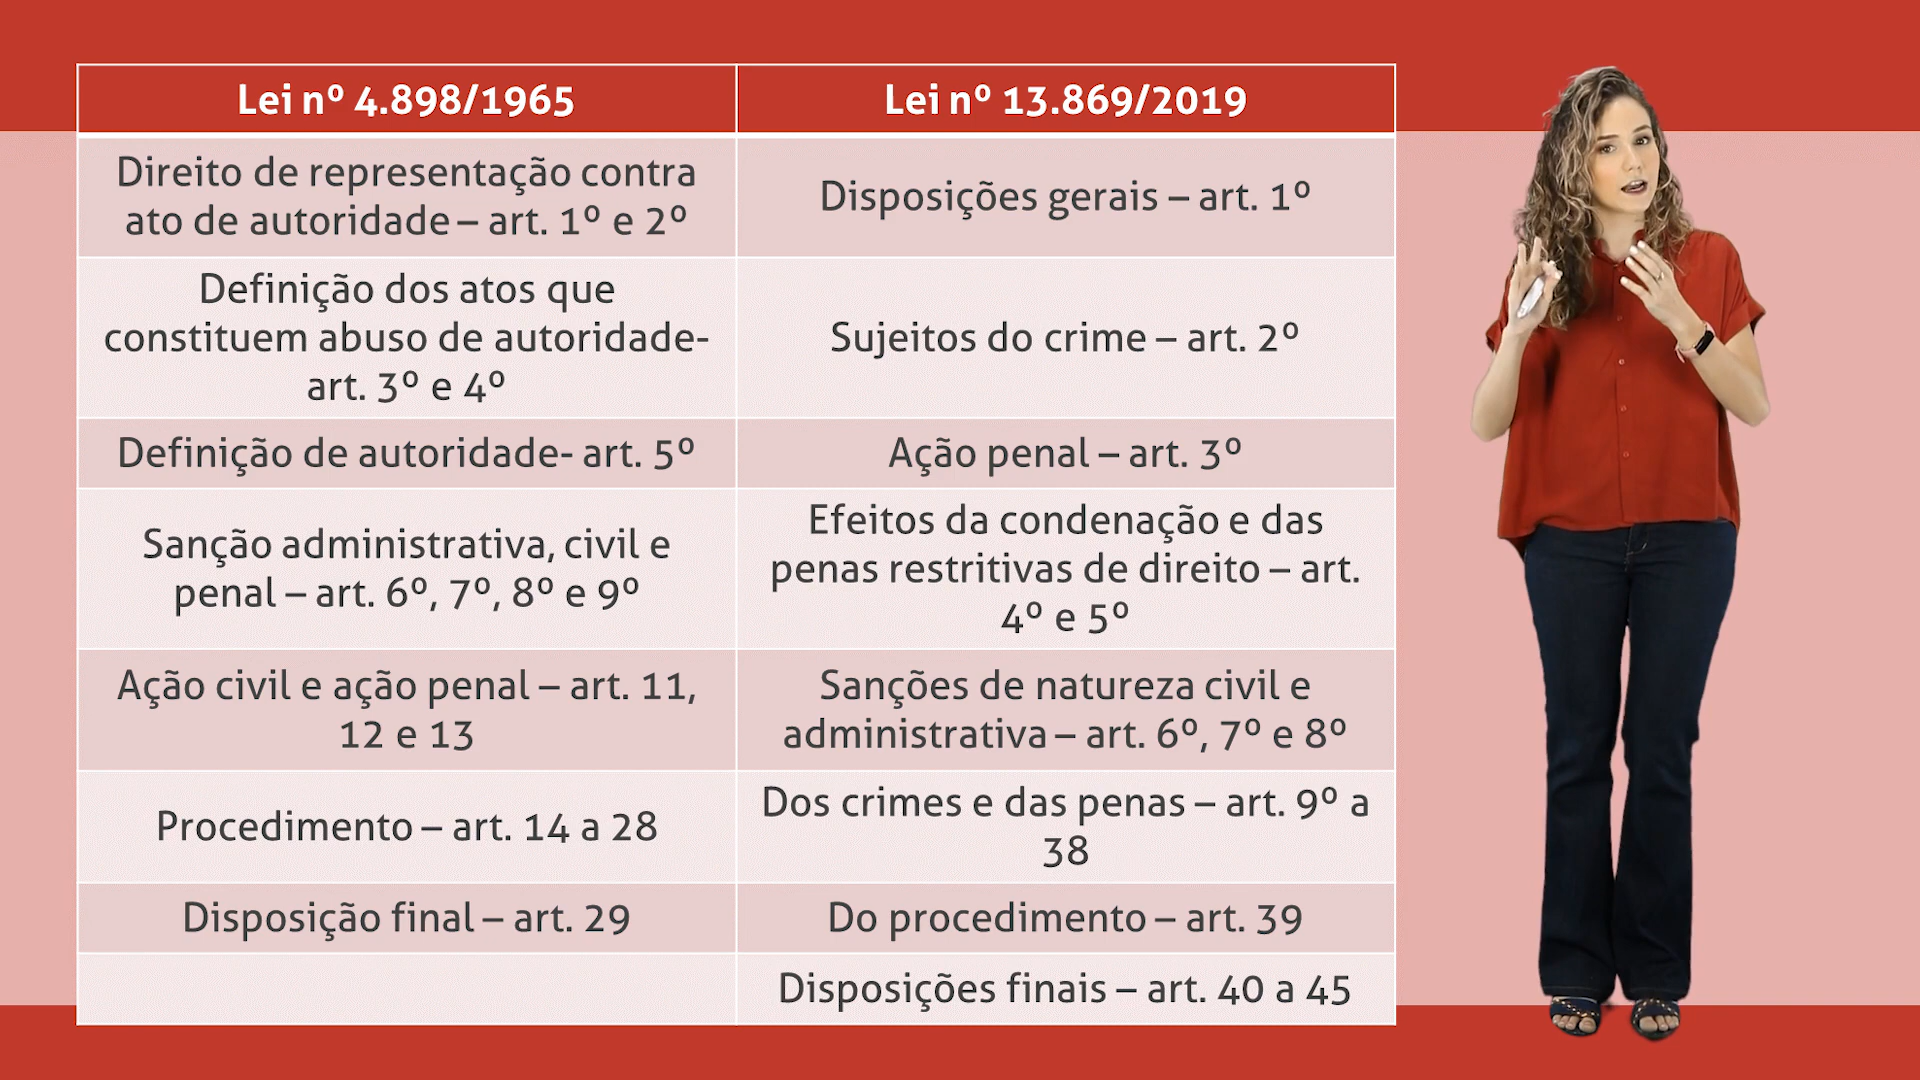 Lei nº 4.898/1965
Lei nº 13.869/2019
Direito de representação contra
ato de autoridade – art. 1º e 2º
Disposições gerais – art. 1º
Definição dos atos que
constituem abuso de autoridade-
art. 3º e 4º
Sujeitos do crime – art. 2º
Definição de autoridade- art. 5º
Ação penal – art. 3º
Sanção administrativa, civil e
penal – art. 6º, 7º, 8º e 9º
Efeitos da condenação e das
penas restritivas de direito – art.
4º e 5º
Ação civil e ação penal – art. 11,
12 e 13
Sanções de natureza civil e
administrativa – art. 6º, 7º e 8º
Procedimento – art. 14 a 28
Dos crimes e das penas – art. 9º a
38
Disposição final – art. 29
Do procedimento – art. 39
Disposições finais – art. 40 a 45